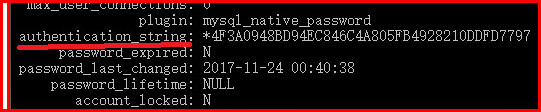 max_user_connections: 0
plugin: mysql_native_password
authentication_string: *4F3A0948BD94EC846C4A805FB4928210DDFD7797
password_expired: N
password_last_changed: 2017-11-24 00:40:38
password_lifetime: NULL
account_locked: N